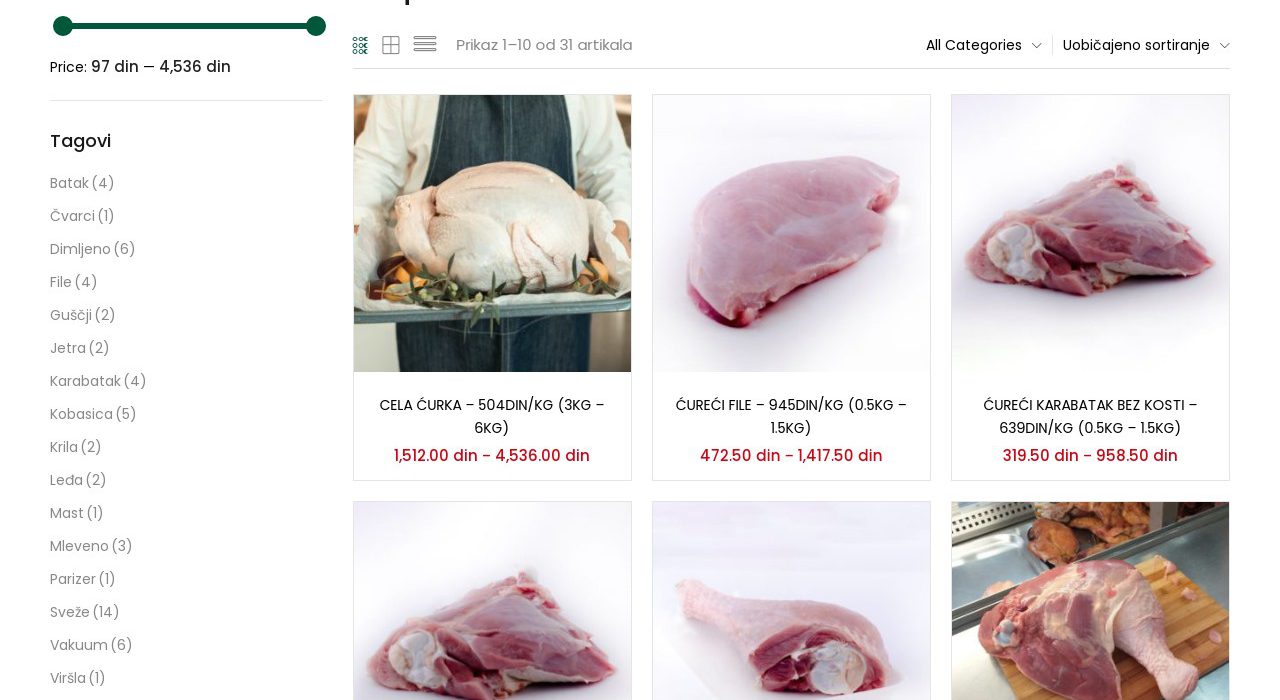 Prikaz 1–10 od 31 artikala
All Categories
Uobičajeno sortiranje
Price: 97 din — 4,536 din
Tagovi
Batak (4)
Čvarci (1)
Dimljeno (6)
File (4)
Guščji (2)
Jetra (2)
Karabatak (4)
Kobasica (5)
Krila (2)
Leđa (2)
Mast (1)
Mleveno (3)
Parizer (1)
Sveže (14)
Vakuum (6)
Viršla (1)
CELA ĆURKA – 504DIN/KG (3KG –
6KG)
1,512.00 din – 4,536.00 din
ĆUREĆI FILE – 945DIN/KG (0.5KG –
1.5KG)
472.50 din – 1,417.50 din
ĆUREĆI KARABATAK BEZ KOSTI –
639DIN/KG (0.5KG – 1.5KG)
319.50 din – 958.50 din